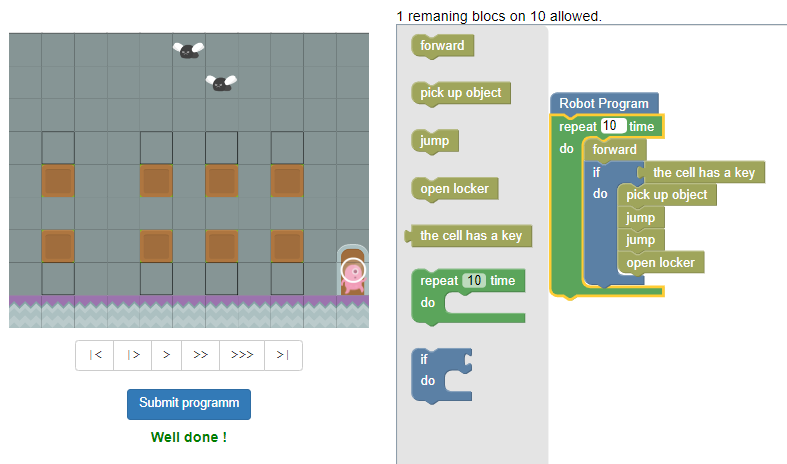 1 remaning blocs on 10 allowed.
forward
pick up object
jump
open locker
the cell has a key
repeat 10 time
do
if
do
Robot Program
repeat 10 time
do
forward
if the cell has a key
do pick up object
jump
jump
open locker
|< |> > >> >>> >|
Submit programm
Well done !